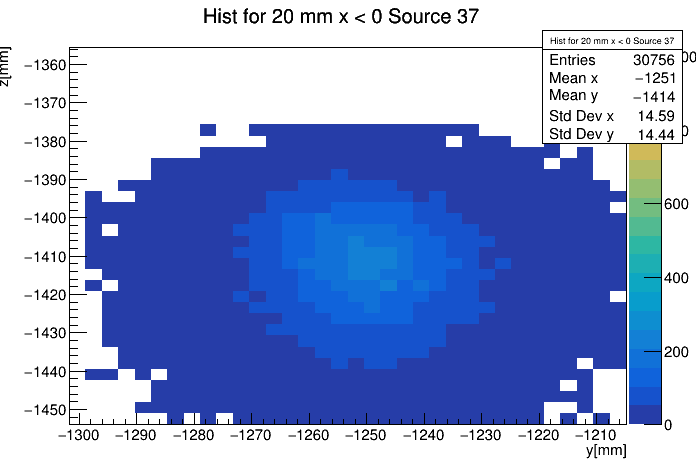 Hist for 20 mm x < 0 Source 37
Hist for 20 mm x < 0 Source 37
Entries 30756
Mean x −1251
Mean y −1414
Std Dev x 14.59
Std Dev y 14.44
z[mm]
−1360
−1370
−1380
−1390
−1400
−1410
−1420
−1430
−1440
−1450
600
400
200
0
−1300 −1290 −1280 −1270 −1260 −1250 −1240 −1230 −1220 −1210
y[mm]